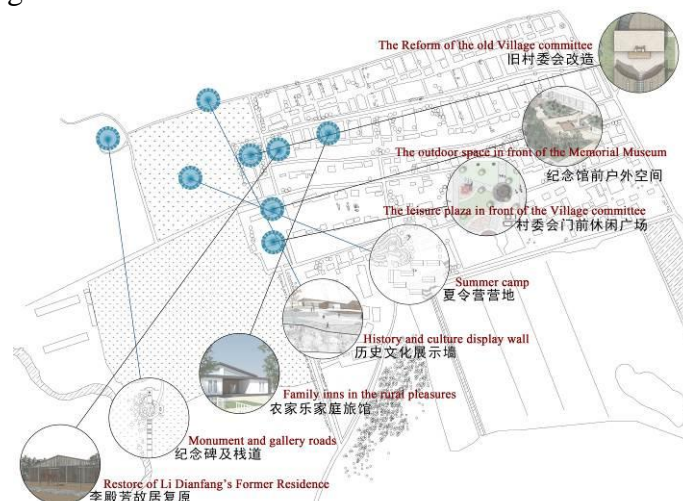 g
The Reform of the old Village committee
旧村委会改造
The outdoor space in front of the Memorial Museum
纪念馆前户外空间
The leisure plaza in front of the Village committee
村委会门前休闲广场
Summer camp
夏令营营地
History and culture display wall
历史文化展示墙
Family inns in the rural pleasures
农家乐家庭旅馆
Monument and gallery roads
纪念碑及栈道
Restore of Li Dianfang's Former Residence
李殿芳故居复原